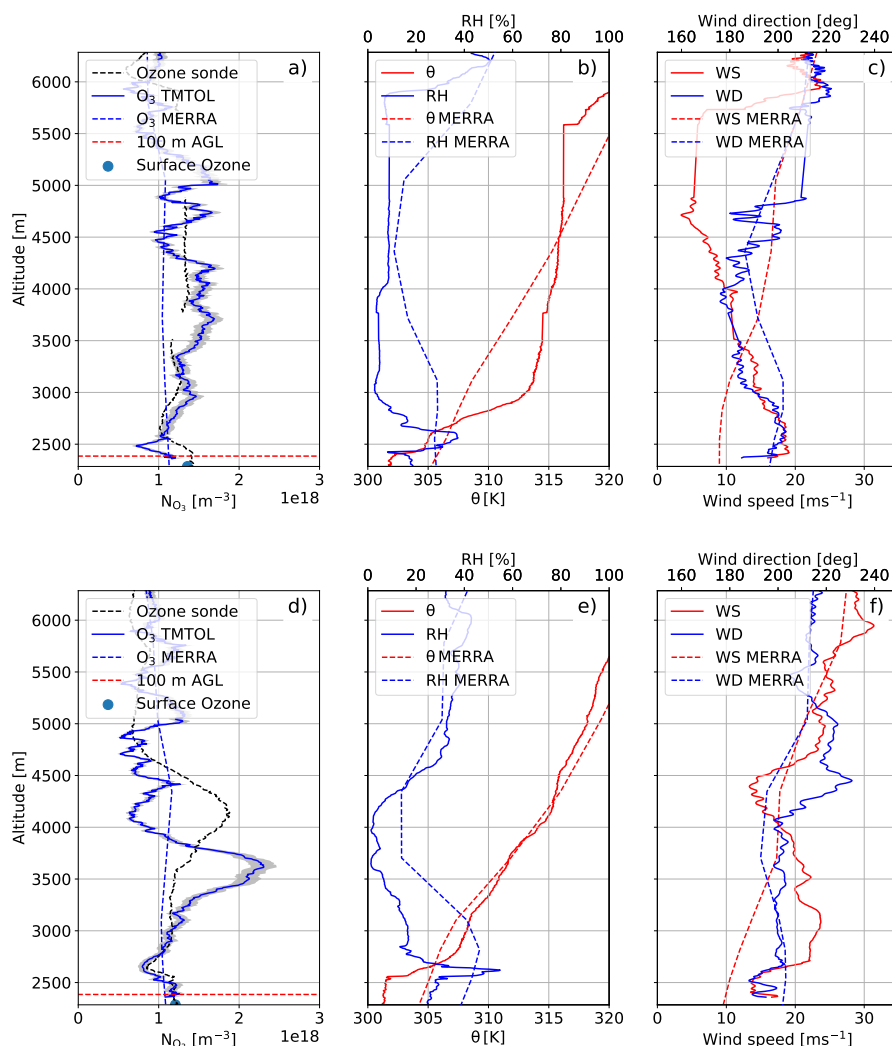 RH [%]
Wind direction [deg]
0 20 40 60 80 100
160 180 200 220 240
a)
b)
c)
Ozone sonde
O3 TMTOL
O3 MERRA
100 m AGL
Surface Ozone
θ
RH
θ MERRA
RH MERRA
WS
WD
WS MERRA
WD MERRA
Altitude [m]
6000
5500
5000
4500
4000
3500
3000
2500
0 1 2 3
1e18
N_O3 [m−3]
300 305 310 315 320
θ [K]
0 10 20 30
Wind speed [ms−1]
RH [%]
Wind direction [deg]
0 20 40 60 80 100
160 180 200 220 240
d)
e)
f)
Ozone sonde
O3 TMTOL
O3 MERRA
100 m AGL
Surface Ozone
θ
RH
θ MERRA
RH MERRA
WS
WD
WS MERRA
WD MERRA
Altitude [m]
6000
5500
5000
4500
4000
3500
3000
2500
0 1 2 3
1e18
N_O3 [m−3]
300 305 310 315 320
θ [K]
0 10 20 30
Wind speed [ms−1]